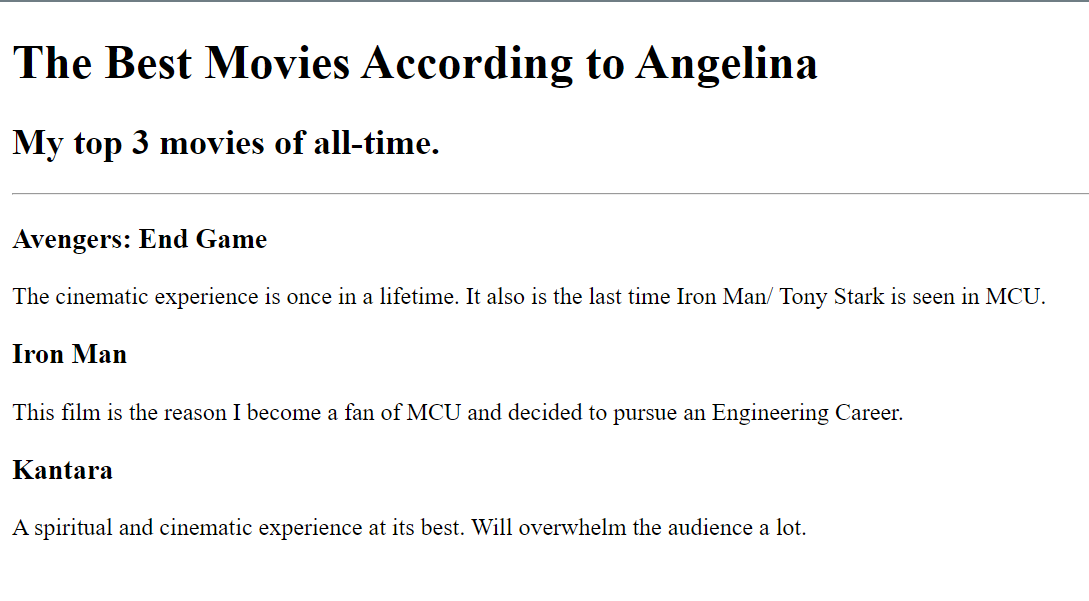 The Best Movies According to Angelina
My top 3 movies of all-time.
Avengers: End Game
The cinematic experience is once in a lifetime. It also is the last time Iron Man/ Tony Stark is seen in MCU.
Iron Man
This film is the reason I become a fan of MCU and decided to pursue an Engineering Career.
Kantara
A spiritual and cinematic experience at its best. Will overwhelm the audience a lot.